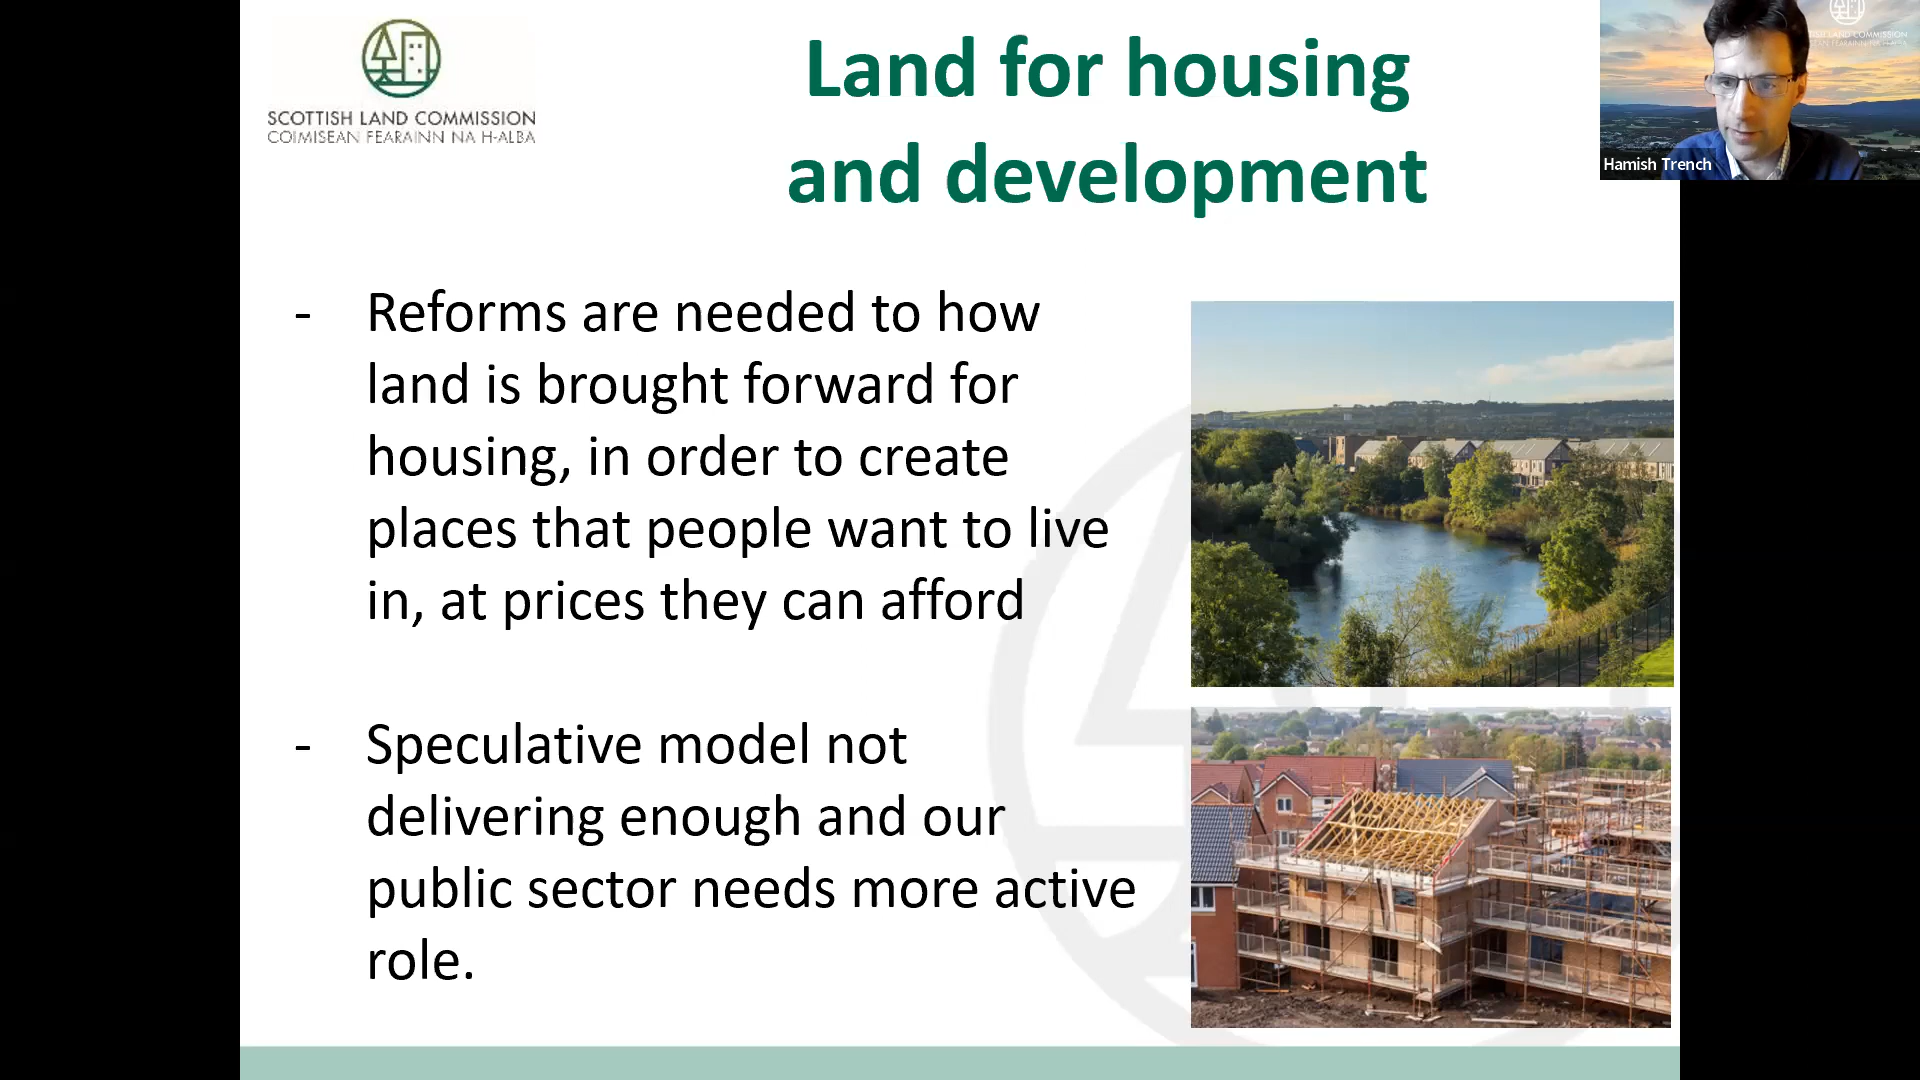 SCOTTISH LAND COMMISSION
COIMISEAN FEARAINN NA H-ALBA
Land for housing
and development
Hamish Trench
- Reforms are needed to how
land is brought forward for
housing, in order to create
places that people want to live
in, at prices they can afford
- Speculative model not
delivering enough and our
public sector needs more active
role.